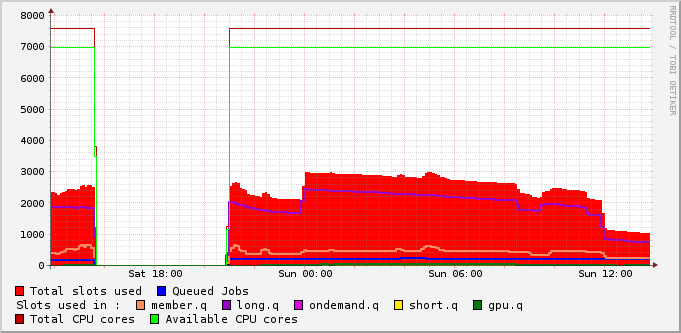 8000
7000
6000
5000
4000
3000
2000
1000
0
Sat 18:00 Sun 00:00 Sun 06:00 Sun 12:00
Total slots used Queued Jobs
Slots used in : member.q long.q ondemand.q short.q gpu.q
Total CPU cores Available CPU cores
RRDTOOL / TOBI OETIKER